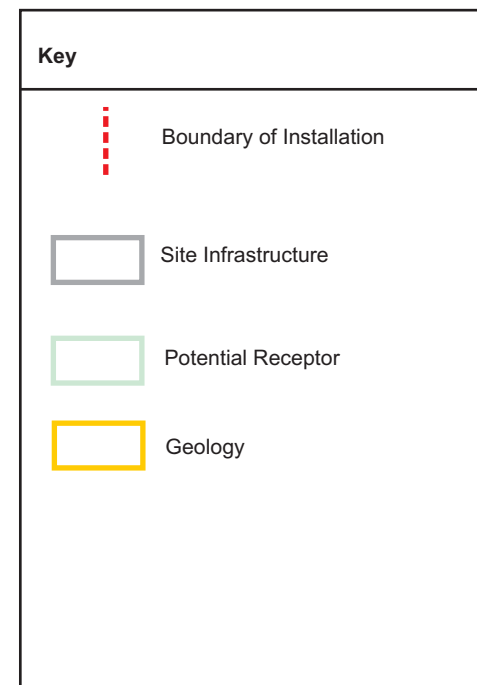 Key
Boundary of Installation
Site Infrastructure
Potential Receptor
Geology